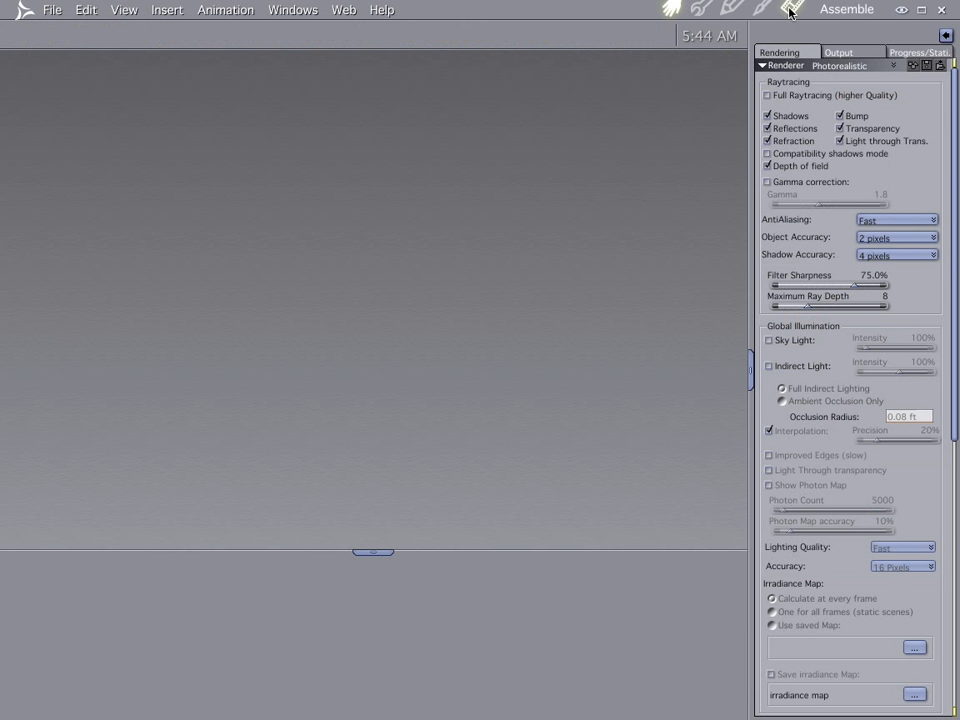 File Edit View Insert Animation Windows Web Help Assemble
5:44 AM
Rendering Output Progress/Stati.
Renderer Photorealistic
Raytracing
Full Raytracing (higher Quality)
Shadows Bump
Reflections Transparency
Refraction Light through Trans.
Compatibility shadows mode
Depth of field
Gamma correction:
Gamma 1.8
AntiAliasing: Fast
Object Accuracy: 2 pixels
Shadow Accuracy: 4 pixels
Filter Sharpness 75.0%
Maximum Ray Depth 8
Global Illumination
Sky Light: Intensity 100%
Indirect Light: Intensity 100%
Full Indirect Lighting
Ambient Occlusion Only
Occlusion Radius: 0.08 ft
Interpolation: Precision 20%
Improved Edges (slow)
Light Through transparency
Show Photon Map
Photon Count 5000
Photon Map accuracy 10%
Lighting Quality: Fast
Accuracy: 16 Pixels
Irradiance Map:
Calculate at every frame
One for all frames (static scenes)
Use saved Map:
...
Save irradiance Map:
irradiance map ...